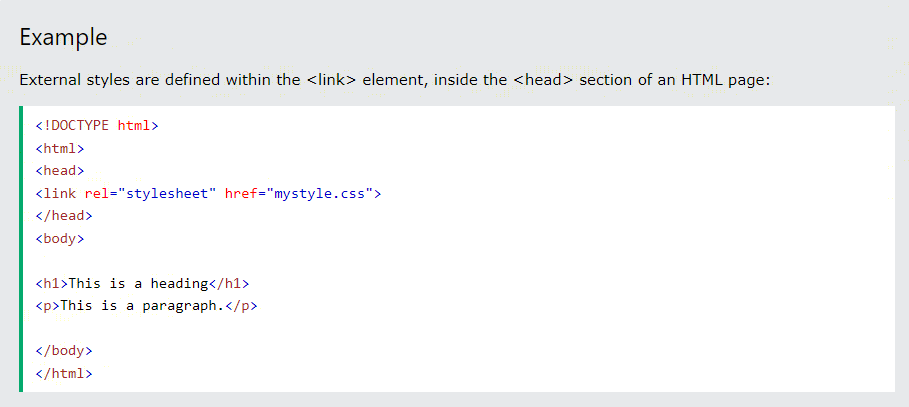 Example
External styles are defined within the <link> element, inside the <head> section of an HTML page:
<!DOCTYPE html>
<html>
<head>
<link rel="stylesheet" href="mystyle.css">
</head>
<body>
<h1>This is a heading</h1>
<p>This is a paragraph.</p>
</body>
</html>